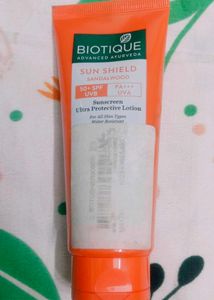 BIOTIQUE
ADVANCED AYURVEDA
SUN SHIELD
SANDALWOOD
50+ SPF
UVB
PA+++
UVA
Sunscreen
Ultra Protective Lotion
For All Skin Types
Water Resistant